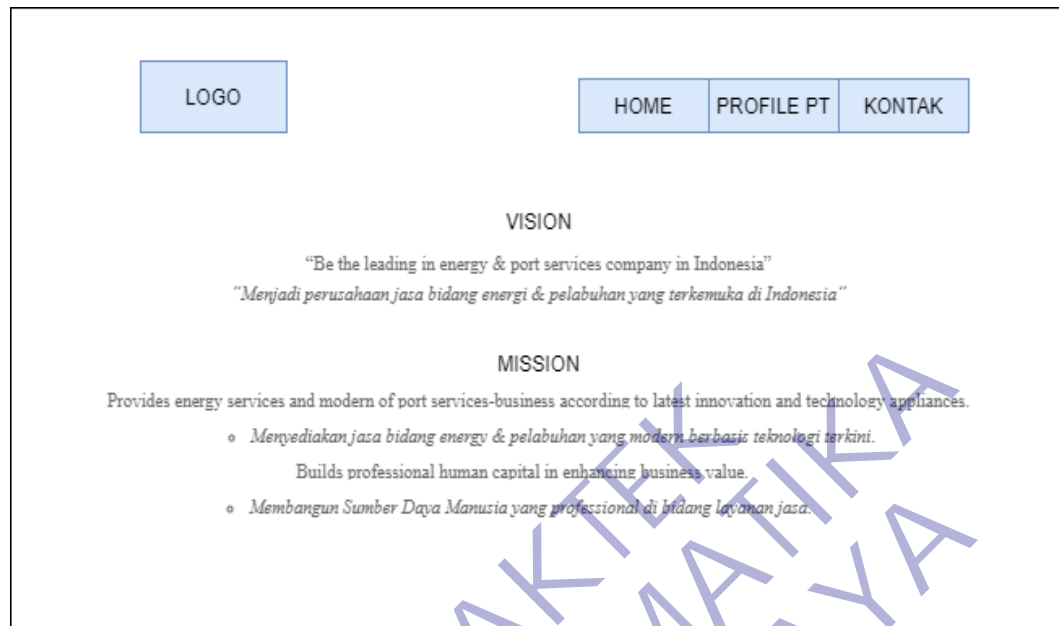 LOGO
HOME PROFILE PT KONTAK
VISION
“Be the leading in energy & port services company in Indonesia”
"Menjadi perusahaan jasa bidang energi & pelabuhan yang terkemuka di Indonesia"
MISSION
Provides energy services and modern of port services-business according to latest innovation and technology appliances.
Menyediakan jasa bidang energy & pelabuhan yang modern berbasis teknologi terkini.
Builds professional human capital in enhancing business value.
Membangun Sumber Daya Manusia yang professional di bidang layanan jasa.
AKTEK
MATIKA
AYA